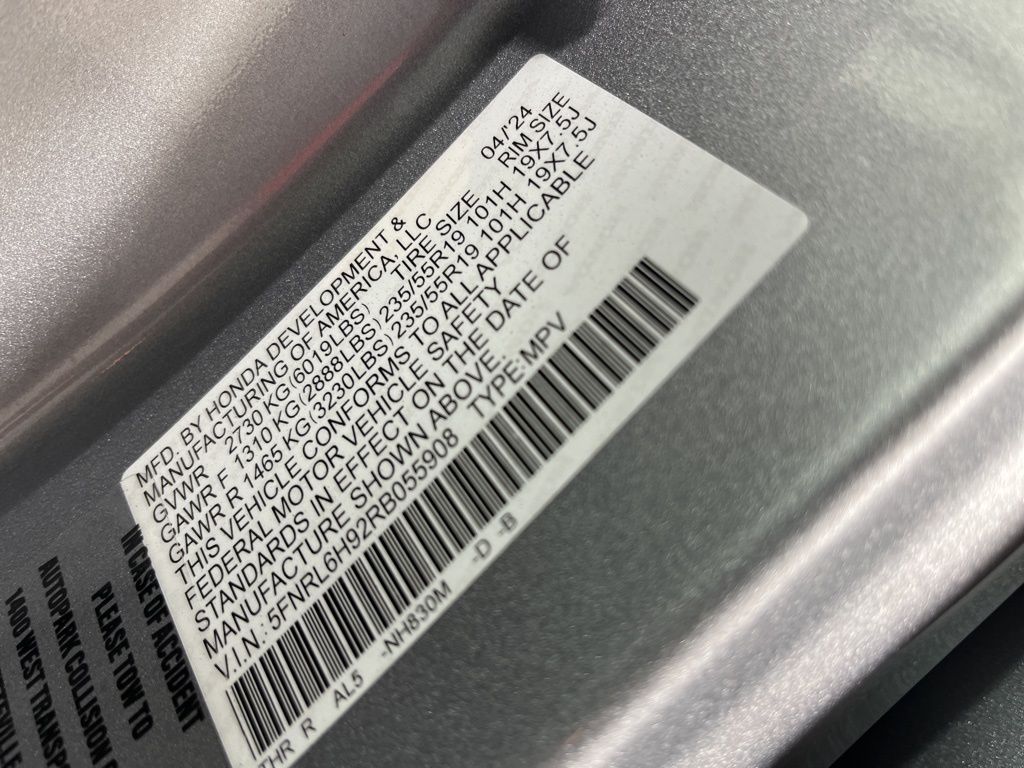 MFD. BY HONDA DEVELOPMENT &
MANUFACTURING OF AMERICA, LLC 04/'24
GVWR 2730 KG(6019LBS) TIRE SIZE RIM SIZE
GAWR F 1310 KG(2888LBS) 235/55R19 101H 19X7.5J
GAWR R 1465 KG(3230LBS) 235/55R19 101H 19X7.5J
THIS VEHICLE CONFORMS TO ALL APPLICABLE
FEDERAL MOTOR VEHICLE SAFETY
STANDARDS IN EFFECT ON THE DATE OF
MANUFACTURE SHOWN ABOVE.
V.I.N.:5FNRL6H92RB055908 TYPE:MPV
THR R AL5 -NH830M -D -B
IN CASE OF ACCIDENT
PLEASE TOW TO
AUTOPARK COLLISION
1400 WEST